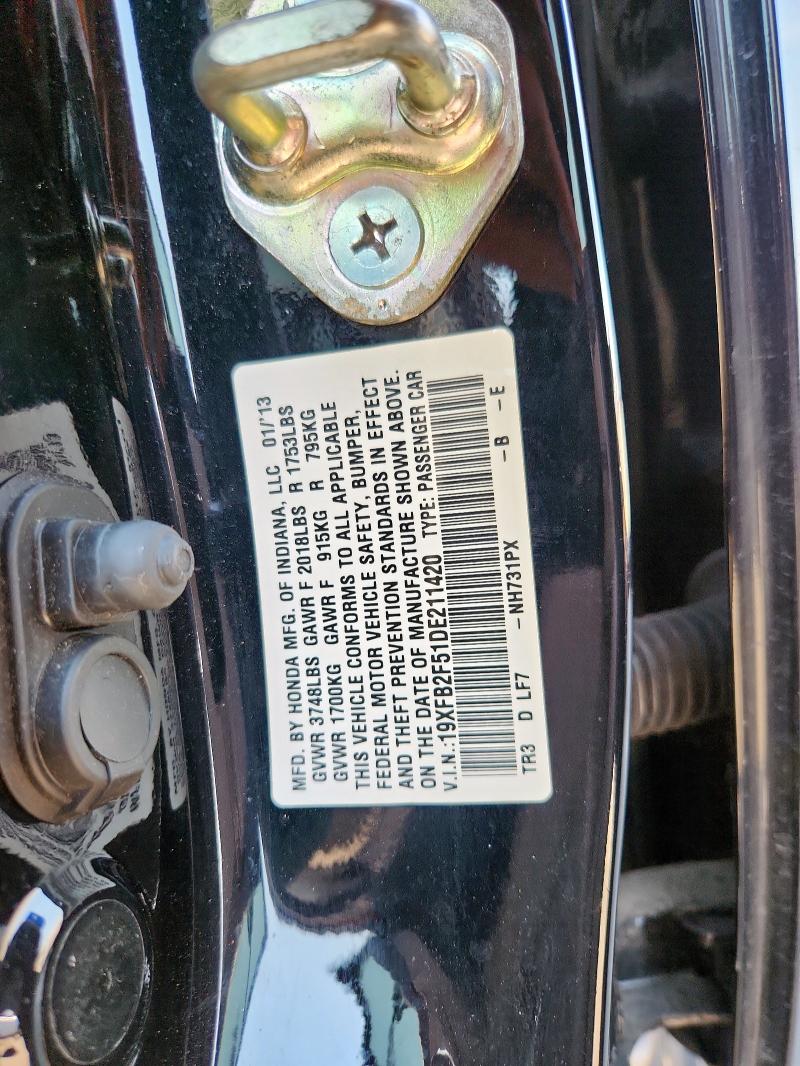 MFD. BY HONDA MFG. OF INDIANA, LLC 01/'13
GVWR 3748LBS GAWR F 2018LBS R 1753LBS
GVWR 1700KG GAWR F 915KG R 795KG
THIS VEHICLE CONFORMS TO ALL APPLICABLE
FEDERAL MOTOR VEHICLE SAFETY, BUMPER,
AND THEFT PREVENTION STANDARDS IN EFFECT
ON THE DATE OF MANUFACTURE SHOWN ABOVE.
V.I.N.:19XFB2F51DE211420 TYPE: PASSENGER CAR
TR3 D LF7 - NH731PX - B - E